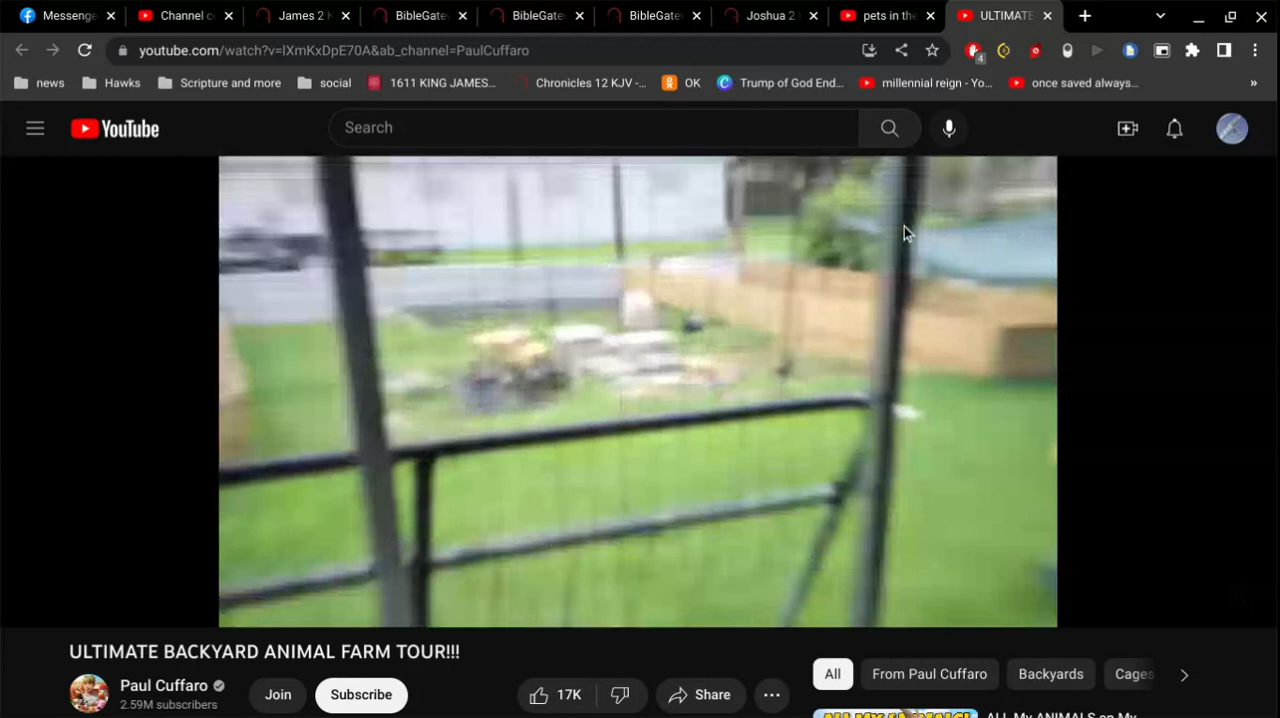 Messenge
Channel c
James 2 K
BibleGate
BibleGate
BibleGate
Joshua 2
pets in the
ULTIMATE
youtube.com/watch?v=IXmKxDpE70A&ab_channel=PaulCuffaro
4
news
Hawks
Scripture and more
social
1611 KING JAMES...
Chronicles 12 KJV -...
OK
Trump of God End...
millennial reign - Yo...
once saved always...
»
YouTube
Search
ULTIMATE BACKYARD ANIMAL FARM TOUR!!!
Paul Cuffaro
2.59M subscribers
Join
Subscribe
17K
Share
All
From Paul Cuffaro
Backyards
Cages
ALL My ANIMALS on My